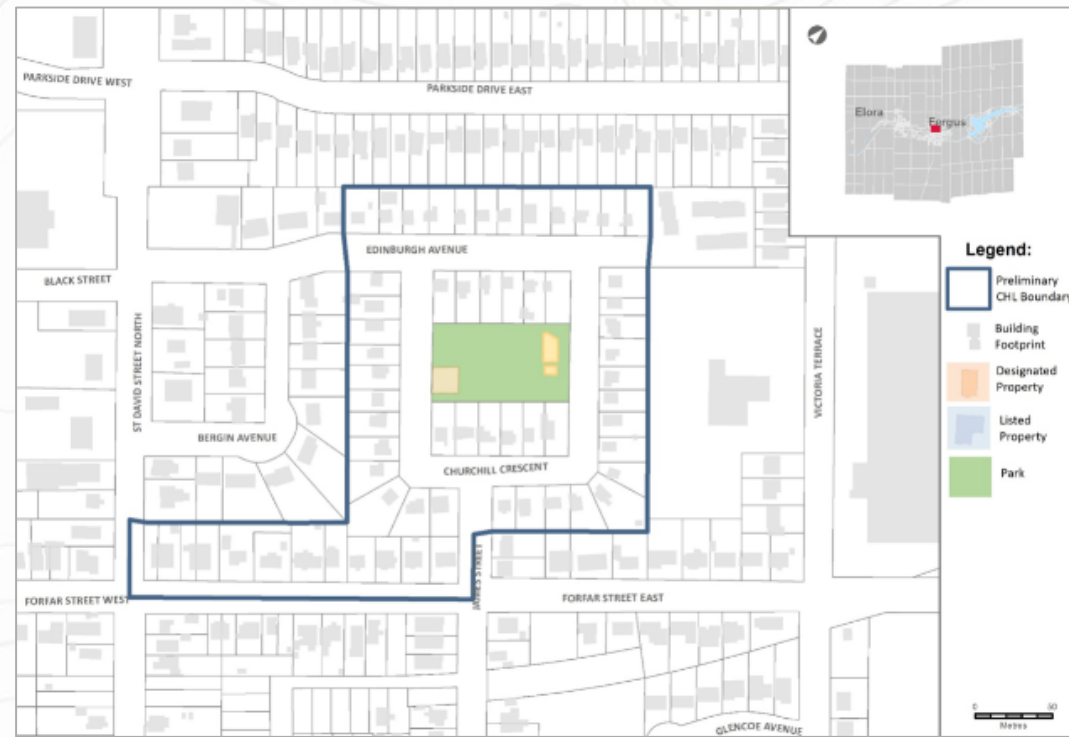 PARKSIDE DRIVE WEST
PARKSIDE DRIVE EAST
Elora
Fergus
EDINBURGH AVENUE
BLACK STREET
ST DAVID STREET NORTH
BERGIN AVENUE
CHURCHILL CRESCENT
VICTORIA TERRACE
JAMES STREET
FORFAR STREET WEST
FORFAR STREET EAST
GLENCOE AVENUE
Legend:
Preliminary
CHL Boundary
Building
Footprint
Designated
Property
Listed
Property
Park
0 50
Metres